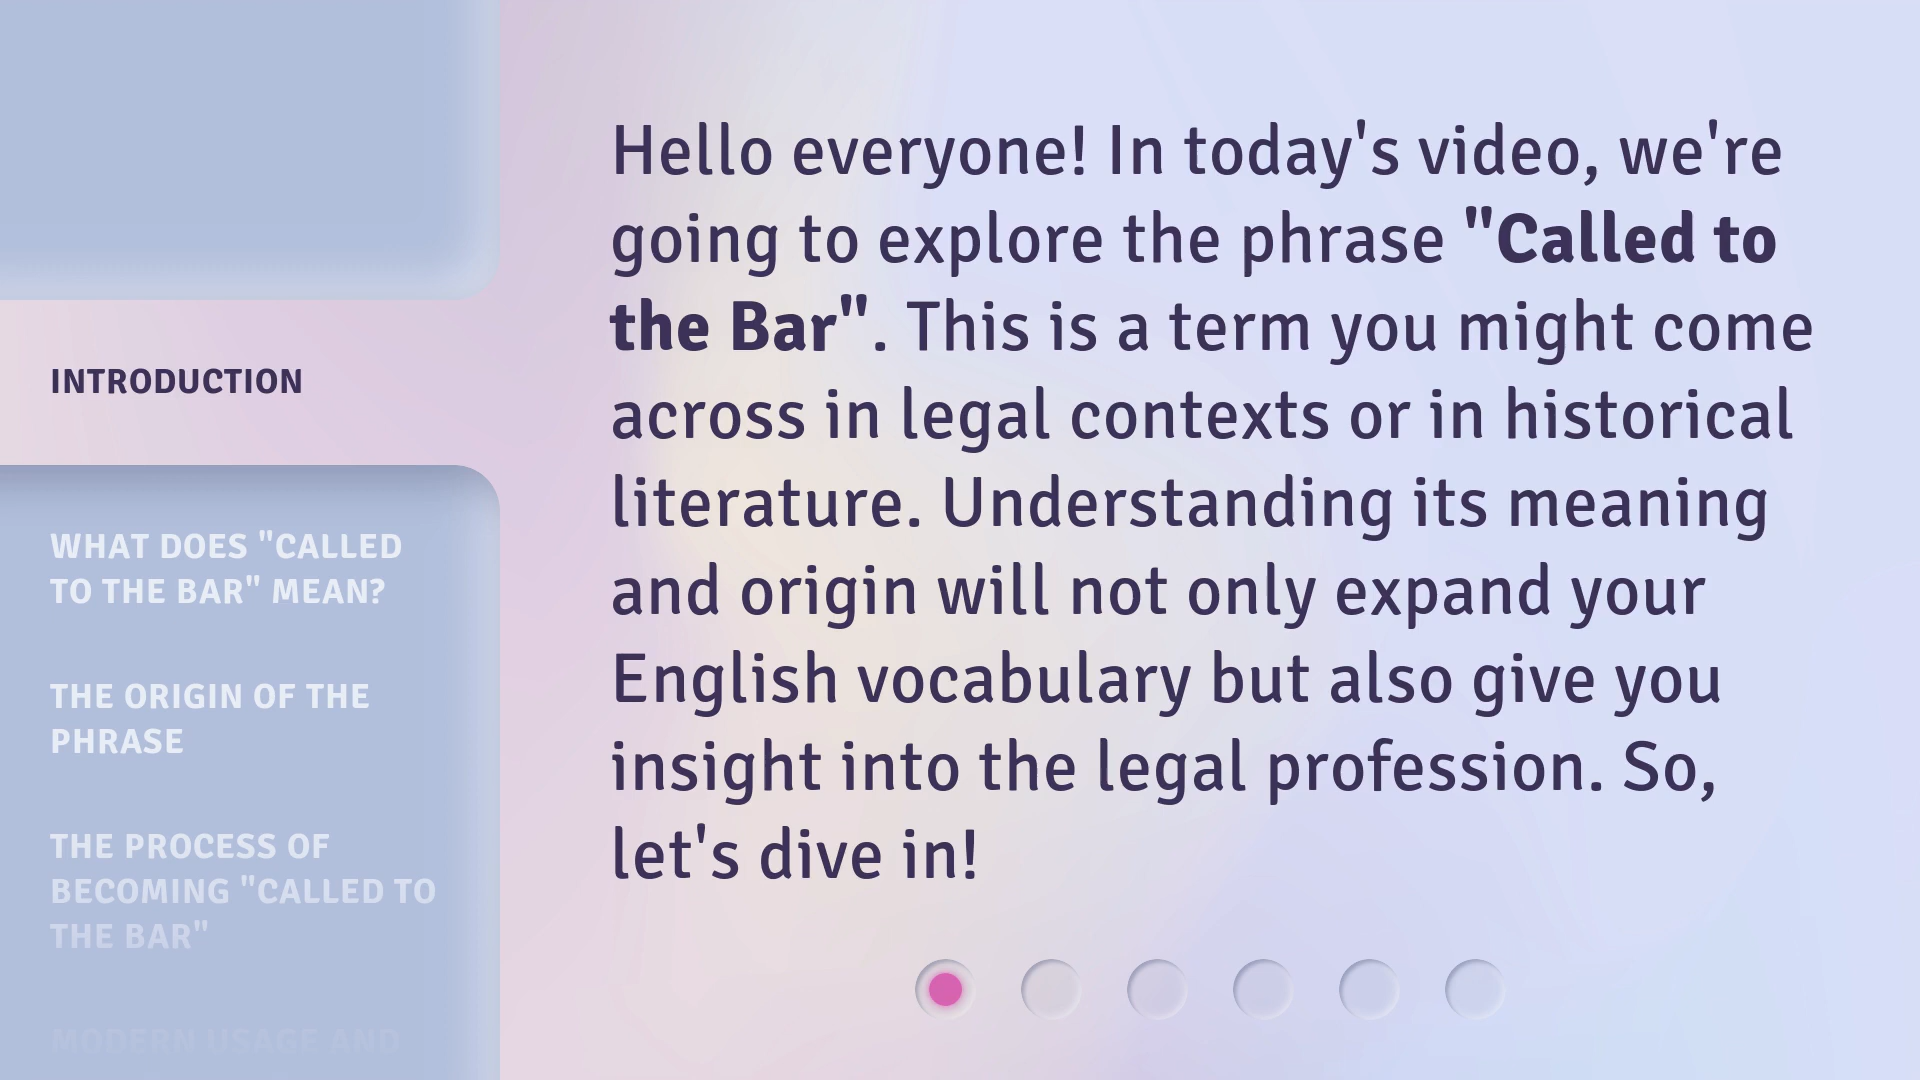 INTRODUCTION
WHAT DOES "CALLED
TO THE BAR" MEAN?
THE ORIGIN OF THE
PHRASE
THE PROCESS OF
BECOMING "CALLED TO
THE BAR"
MODERN USAGE AND
Hello everyone! In today's video, we're
going to explore the phrase "Called to
the Bar". This is a term you might come
across in legal contexts or in historical
literature. Understanding its meaning
and origin will not only expand your
English vocabulary but also give you
insight into the legal profession. So,
let's dive in!